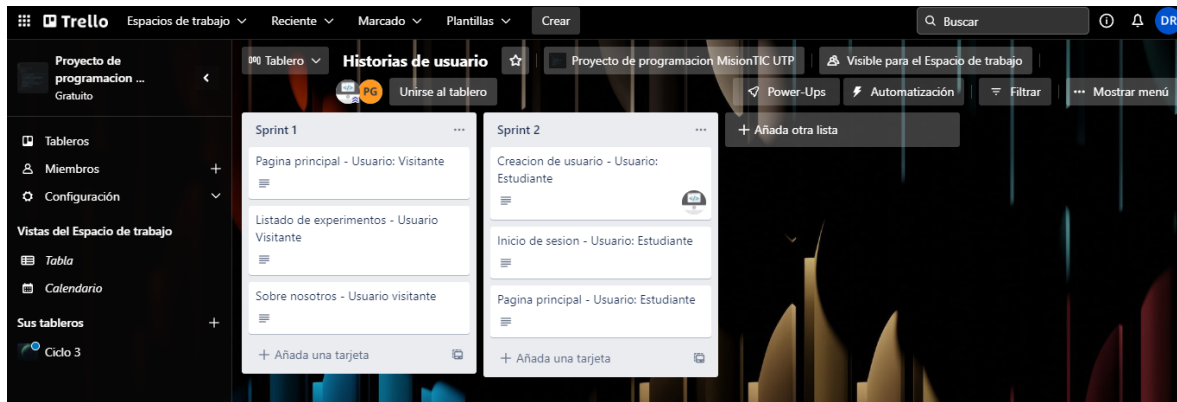 Trello
Espacios de trabajo
Reciente
Marcado
Plantillas
Crear
Buscar
DR
Proyecto de
programacion ...
Gratuito
Tablero
Historias de usuario
Proyecto de programacion MisionTIC UTP
Visible para el Espacio de trabajo
PG
Unirse al tablero
Power-Ups
Automatización
Filtrar
Mostrar menú
Tableros
Miembros
Configuración
Vistas del Espacio de trabajo
Tabla
Calendario
Sus tableros
Ciclo 3
Sprint 1
Pagina principal - Usuario: Visitante
Listado de experimentos - Usuario
Visitante
Sobre nosotros - Usuario visitante
+ Añada una tarjeta
Sprint 2
Creacion de usuario - Usuario:
Estudiante
Inicio de sesion - Usuario: Estudiante
Pagina principal - Usuario: Estudiante
+ Añada una tarjeta
+ Añada otra lista